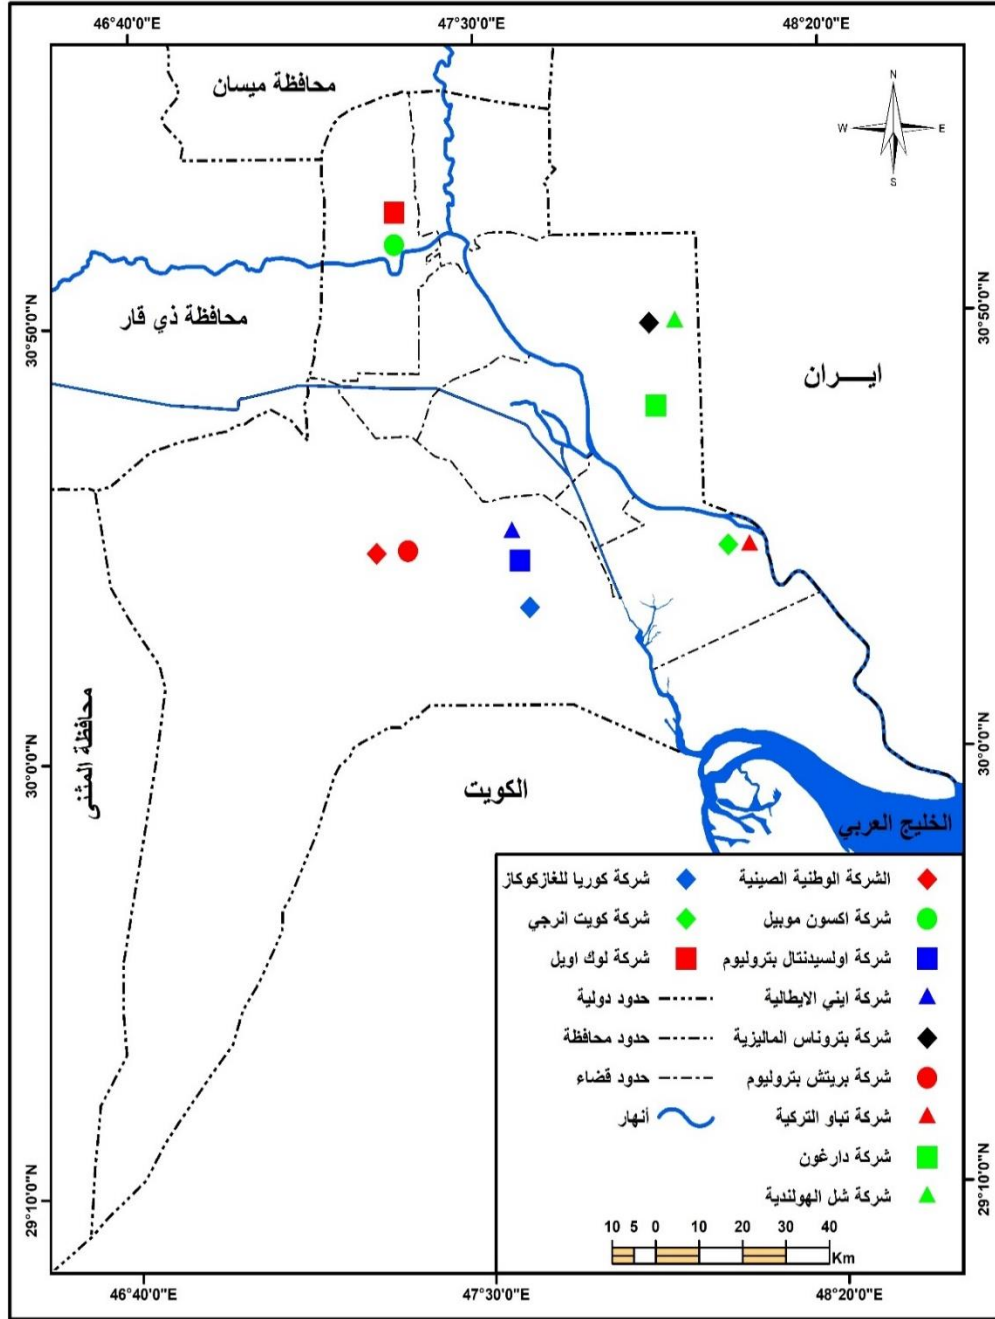 46°40'0"E 47°30'0"E 48°20'0"E
N
W E
S
محافظة ميسان
محافظة ذي قار
ايـــران
30°50'0"N
30°50'0"N
محافظة المثنى
الكويت
الخليج العربي
30°0'0"N
30°0'0"N
الشركة الوطنية الصينية
شركة اكسون موبيل
شركة اولسيدنتال بتروليوم
شركة ايني الايطالية
شركة بتروناس الماليزية
شركة بريتش بتروليوم
شركة تباو التركية
شركة دارغون
شركة شل الهولندية
شركة كوريا للغازكوكاز
شركة كويت انرجي
شركة لوك اويل
حدود دولية
حدود محافظة
حدود قضاء
أنهار
10 5 0 10 20 30 40
Km
29°10'0"N
29°10'0"N
46°40'0"E 47°30'0"E 48°20'0"E